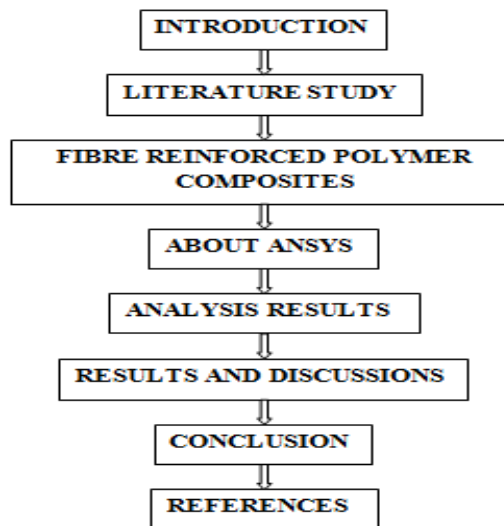 INTRODUCTION
LITERATURE STUDY
FIBRE REINFORCED POLYMER
COMPOSITES
ABOUT ANSYS
ANALYSIS RESULTS
RESULTS AND DISCUSSIONS
CONCLUSION
REFERENCES